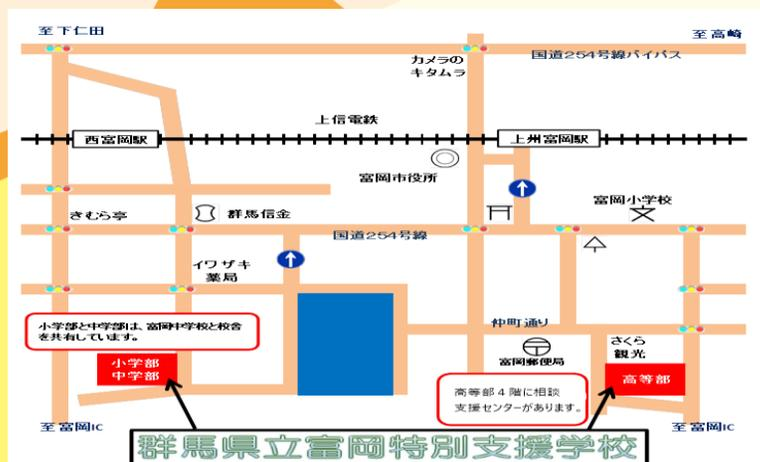 至下仁田
至高崎
カメラの
キタムラ
国道254号線バイパス
上信電鉄
西富岡駅
上州富岡駅
富岡市役所
富岡小学校
きむら亭
群馬信金
国道254号線
イワザキ
薬局
小学部と中学部は、富岡中学校と校舎
を共有しています。
仲町通り
富岡郵便局
さくら
観光
小学部
中学部
高等部
高等部4階に相談
支援センターがあります。
至富岡IC
至富岡IC
群馬県立富岡特別支援学校